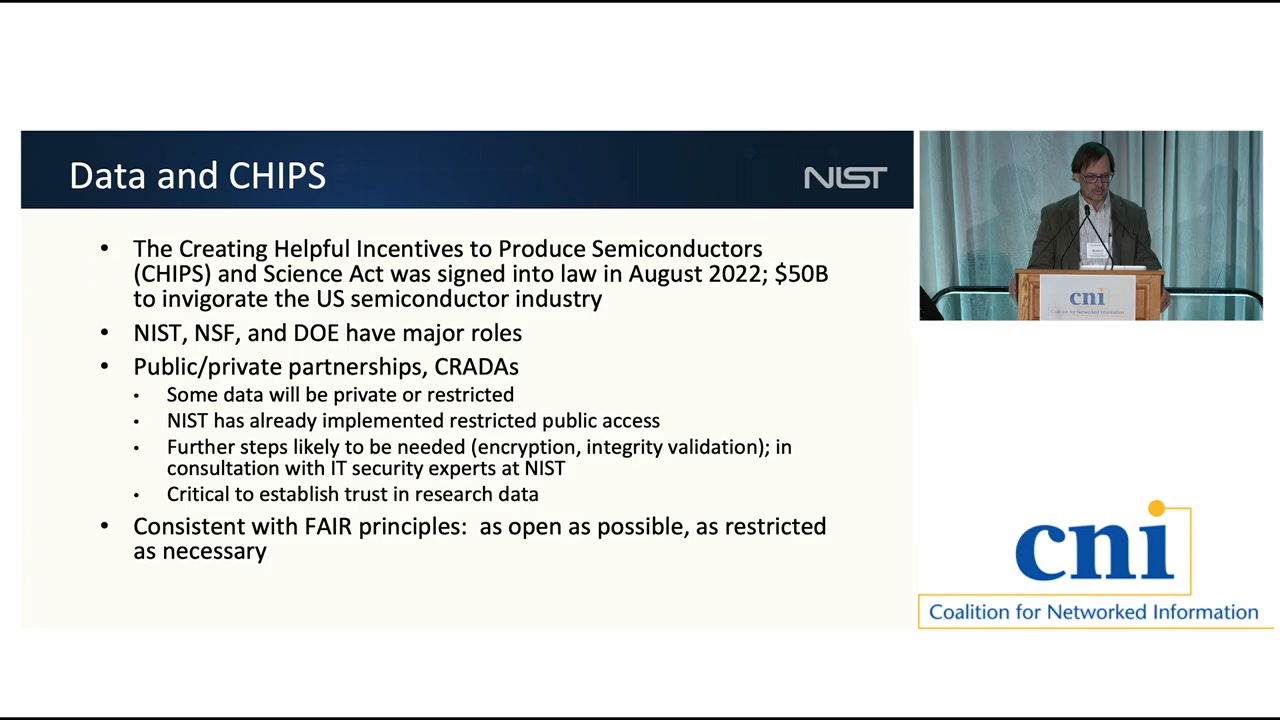 Data and CHIPS
NIST
• The Creating Helpful Incentives to Produce Semiconductors
(CHIPS) and Science Act was signed into law in August 2022; $50B
to invigorate the US semiconductor industry
• NIST, NSF, and DOE have major roles
• Public/private partnerships, CRADAs
• Some data will be private or restricted
• NIST has already implemented restricted public access
• Further steps likely to be needed (encryption, integrity validation); in
consultation with IT security experts at NIST
• Critical to establish trust in research data
• Consistent with FAIR principles:  as open as possible, as restricted
as necessary
cni
Coalition for Networked Information
cni
Coalition for Networked Information